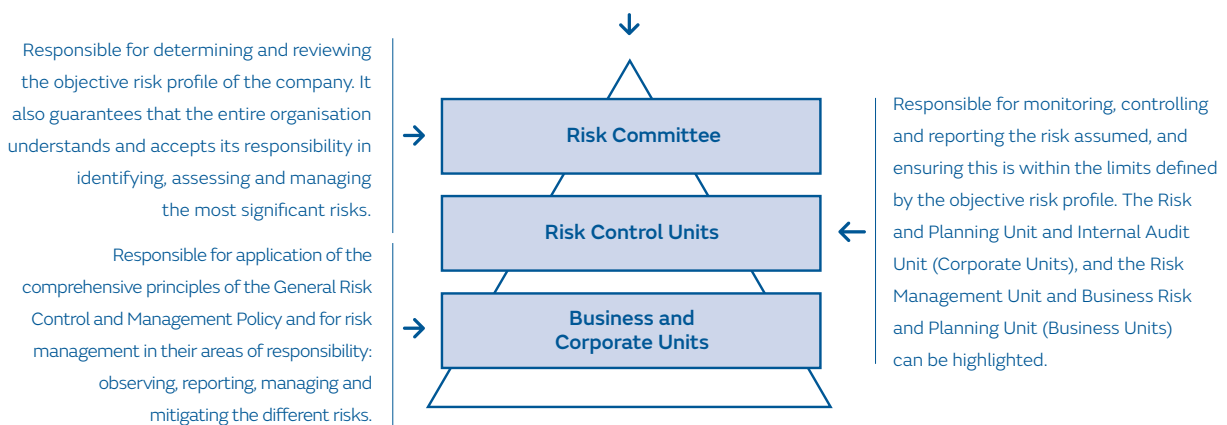 Responsible for determining and reviewing
the objective risk profile of the company. It
also guarantees that the entire organisation
understands and accepts its responsibility in
identifying, assessing and managing
the most significant risks.
Risk Committee
Responsible for monitoring, controlling
and reporting the risk assumed, and
ensuring this is within the limits defined
by the objective risk profile. The Risk
and Planning Unit and Internal Audit
Unit (Corporate Units), and the Risk
Management Unit and Business Risk
and Planning Unit (Business Units)
can be highlighted.
Risk Control Units
Responsible for application of the
comprehensive principles of the General Risk
Control and Management Policy and for risk
management in their areas of responsibility:
observing, reporting, managing and
mitigating the different risks.
Business and
Corporate Units